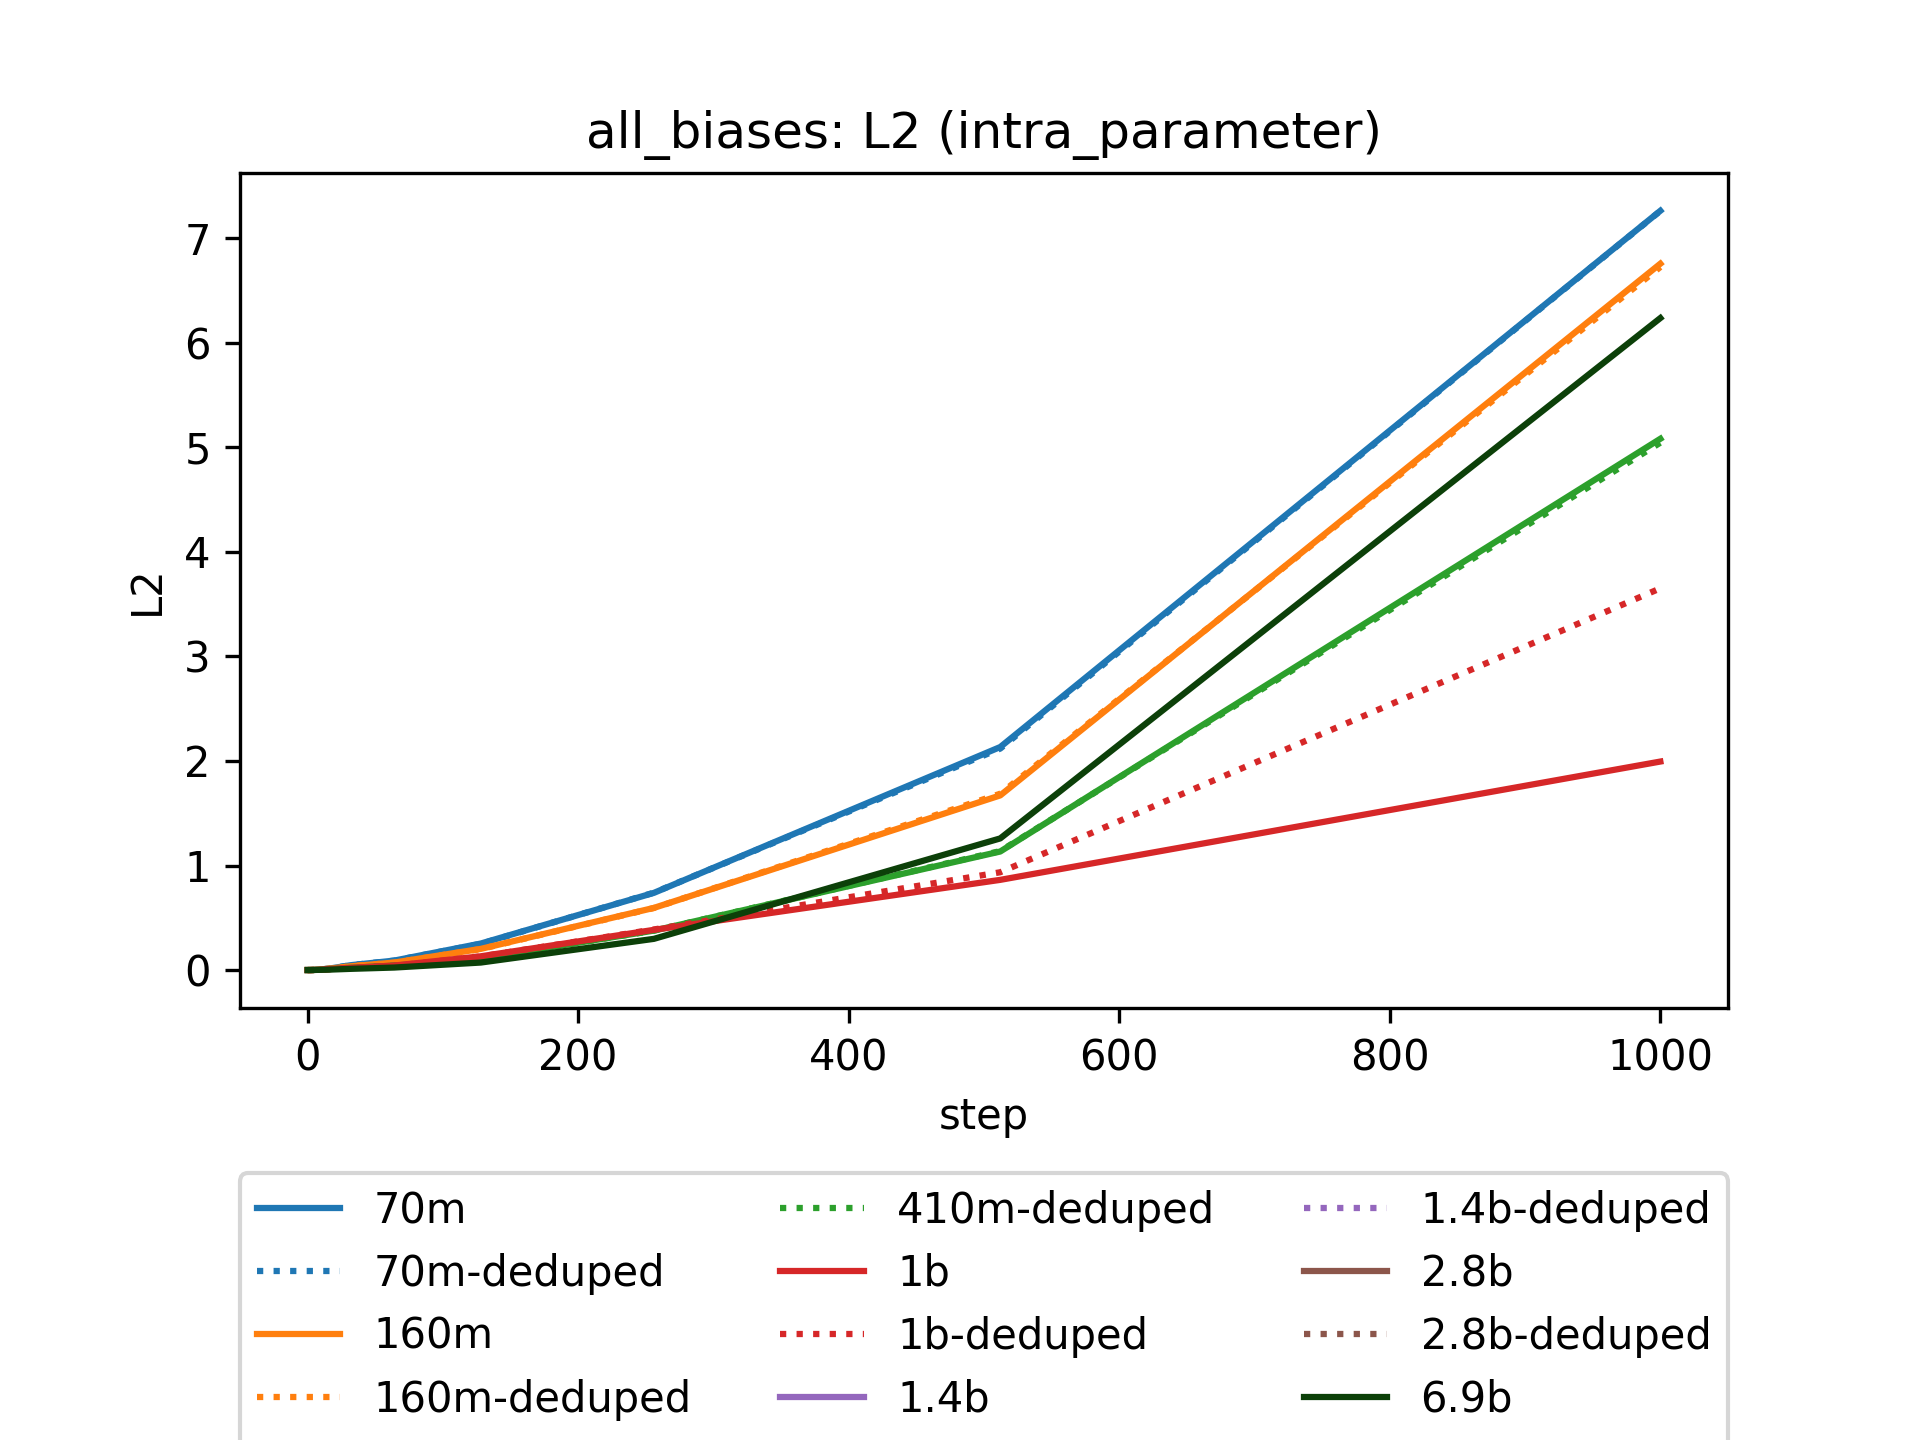 all_biases: L2 (intra_parameter)
7
6
5
4
3
2
1
0
L2
0 200 400 600 800 1000
step
70m
70m-deduped
160m
160m-deduped
410m-deduped
1b
1b-deduped
1.4b
1.4b-deduped
2.8b
2.8b-deduped
6.9b